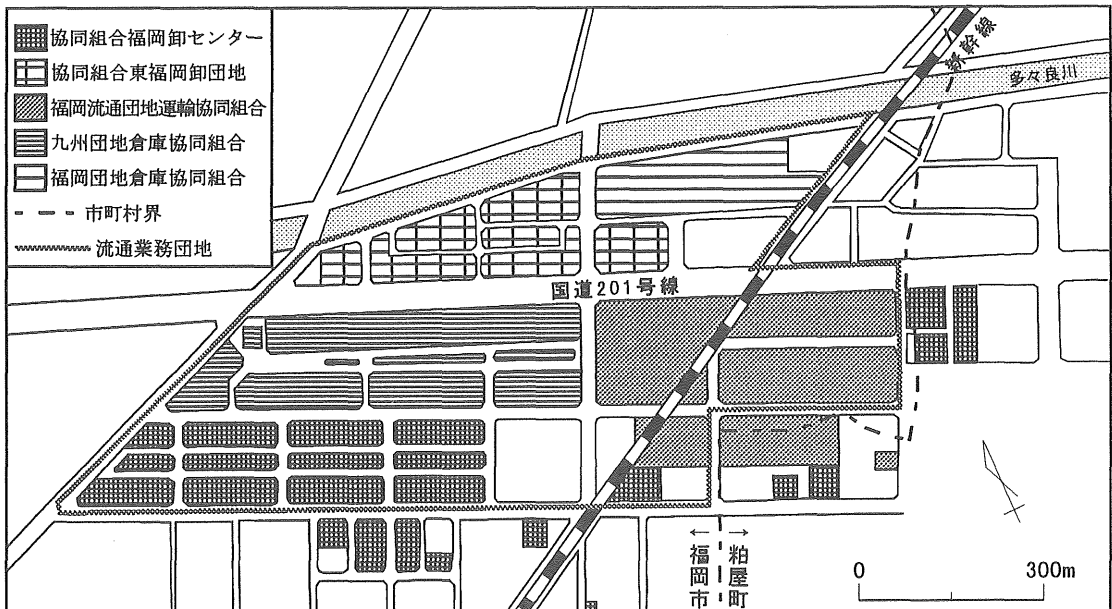 協同組合福岡卸センター
協同組合東福岡卸団地
福岡流通団地運輸協同組合
九州団地倉庫協同組合
福岡団地倉庫協同組合
市町村界
流通業務団地
新幹線
多々良川
国道201号線
←福岡市
→粕屋町
0 300m